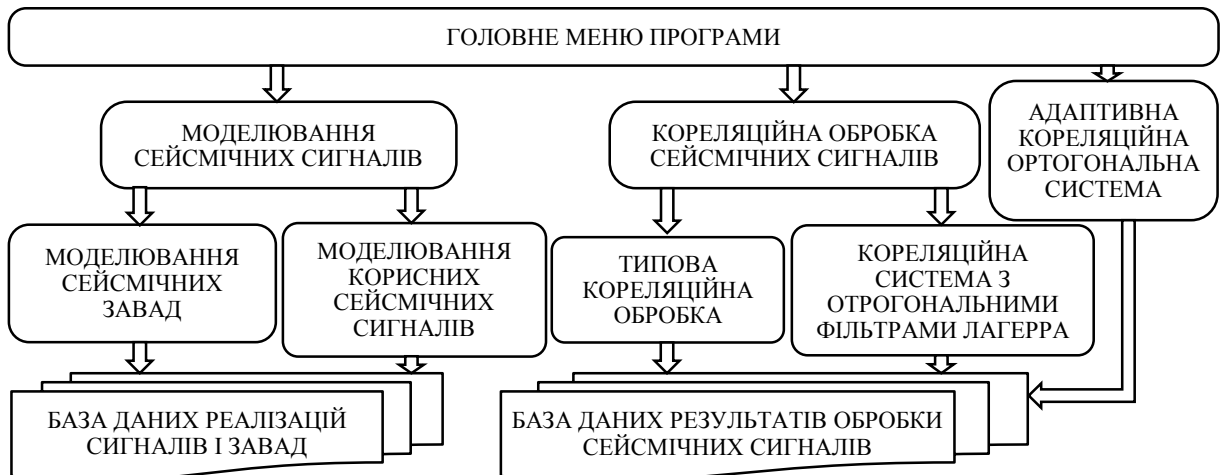 ГОЛОВНЕ МЕНЮ ПРОГРАМИ
МОДЕЛЮВАННЯ
СЕЙСМІЧНИХ СИГНАЛІВ
КОРЕЛЯЦІЙНА ОБРОБКА
СЕЙСМІЧНИХ СИГНАЛІВ
АДАПТИВНА
КОРЕЛЯЦІЙНА
ОРТОГОНАЛЬНА
СИСТЕМА
МОДЕЛЮВАННЯ
СЕЙСМІЧНИХ
ЗАВАД
МОДЕЛЮВАННЯ
КОРИСНИХ
СЕЙСМІЧНИХ
СИГНАЛІВ
ТИПОВА
КОРЕЛЯЦІЙНА
ОБРОБКА
КОРЕЛЯЦІЙНА
СИСТЕМА З
ОТРОГОНАЛЬНИМИ
ФІЛЬТРАМИ ЛАГЕРРА
БАЗА ДАНИХ РЕАЛІЗАЦІЙ
СИГНАЛІВ І ЗАВАД
БАЗА ДАНИХ РЕЗУЛЬТАТІВ ОБРОБКИ
СЕЙСМІЧНИХ СИГНАЛІВ